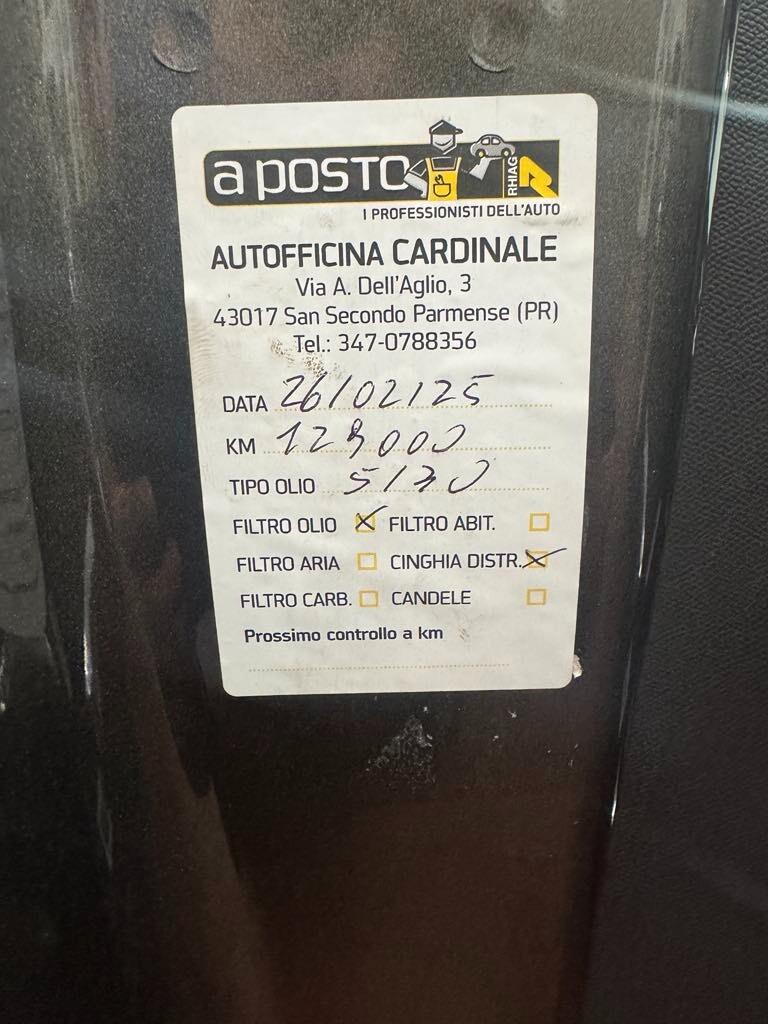 a posto
RHIAG
I PROFESSIONISTI DELL'AUTO
AUTOFFICINA CARDINALE
Via A. Dell'Aglio, 3
43017 San Secondo Parmense (PR)
Tel.: 347-0788356
DATA 26/02/25
KM
TIPO OLIO 5/30
FILTRO OLIO FILTRO ABIT.
FILTRO ARIA CINGHIA DISTR.
FILTRO CARB. CANDELE
Prossimo controllo a km